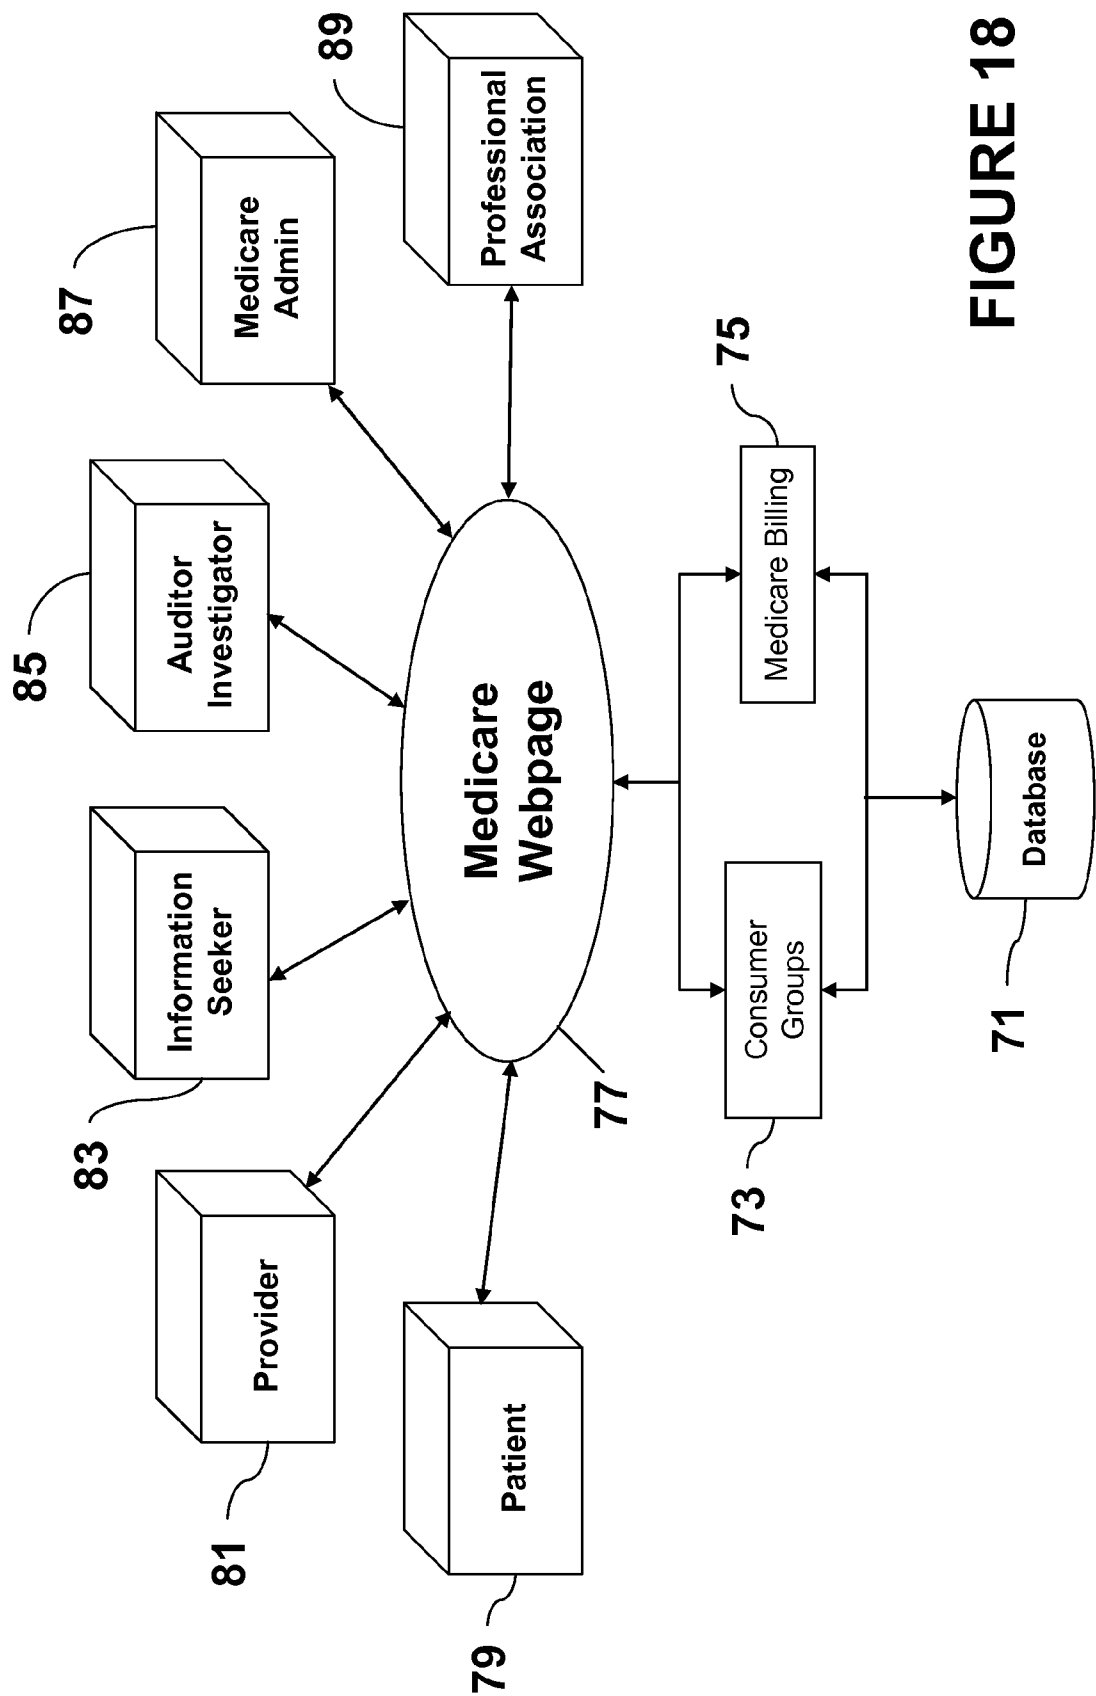 85
87
83
Auditor
Investigator
Information
Seeker
Medicare
Admin
81
Provider
89
Professional
Association
79
Patient
Medicare
Webpage
77
73
Consumer
Groups
Medicare Billing
75
71
Database
FIGURE 18